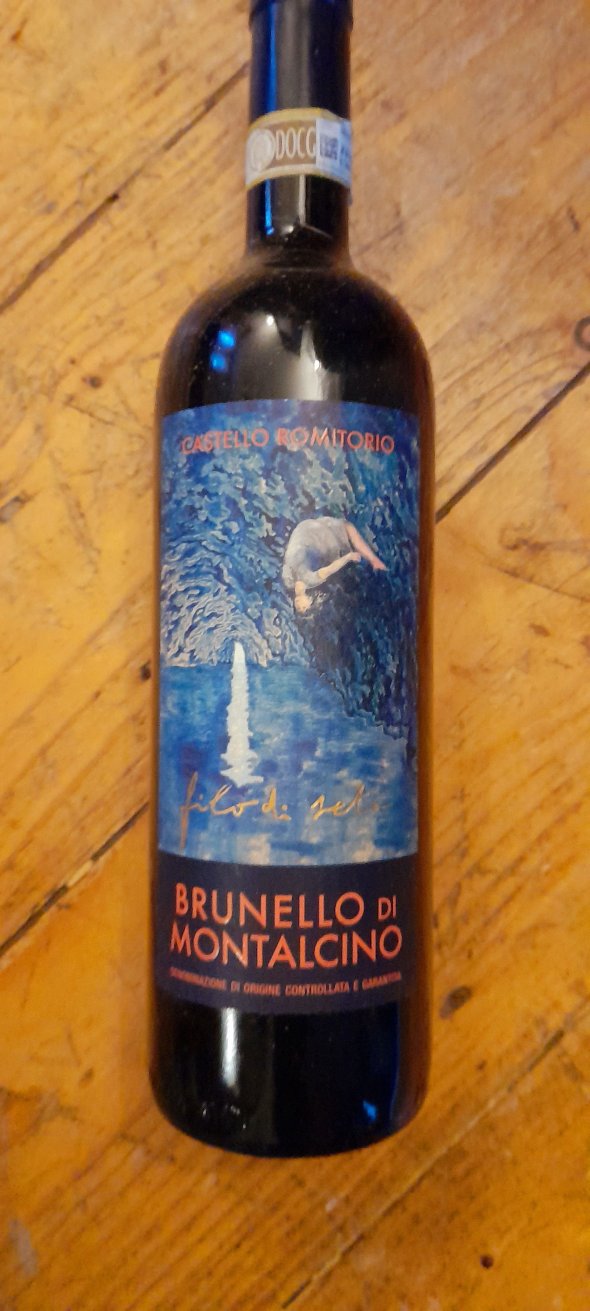 DOCG
CASTELLO ROMITORIO
filo di seta
BRUNELLO DI
MONTALCINO
DENOMINAZIONE DI ORIGINE CONTROLLATA E GARANTITA